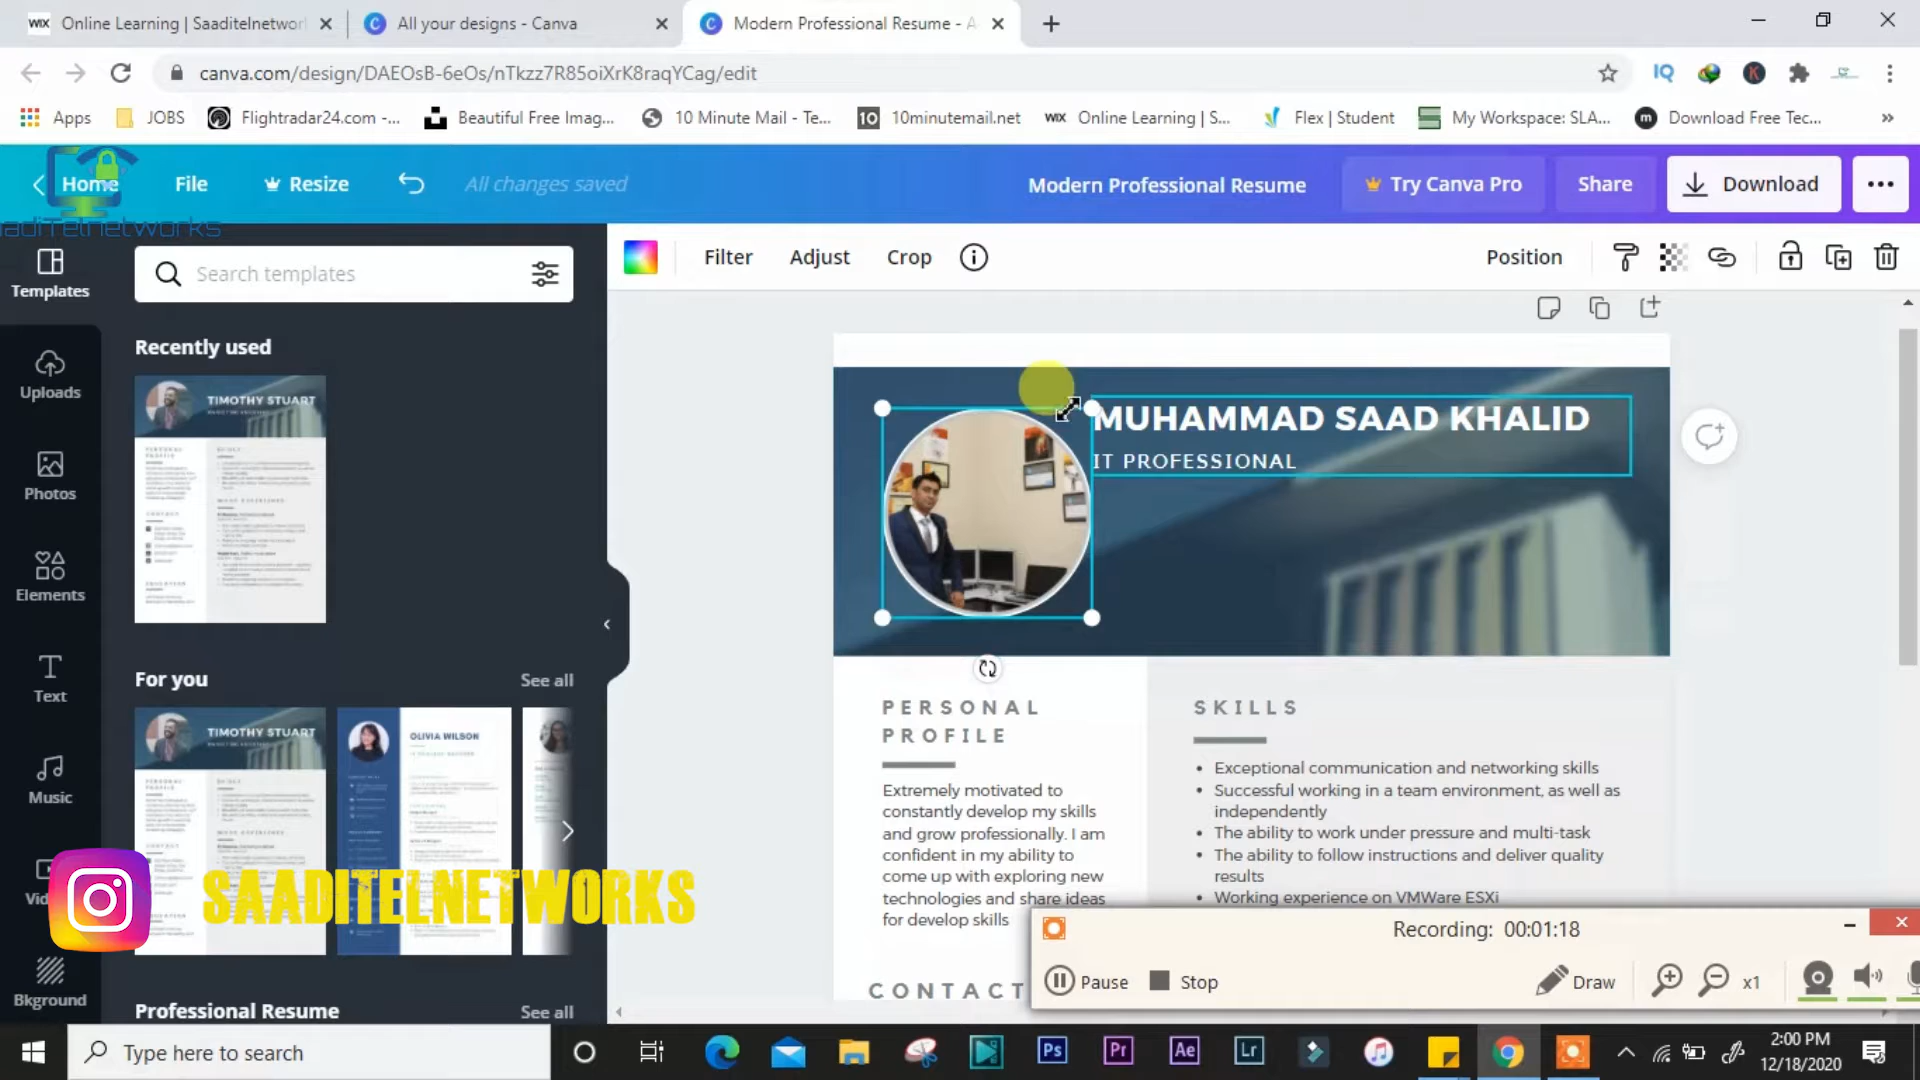 WIX Online Learning | Saaditelnetwor
All your designs - Canva
Modern Professional Resume - A
canva.com/design/DAEOsB-6eOs/nTkzz7R85oiXrK8raqYCag/edit
IQ
K
Apps
JOBS
Flightradar24.com -...
Beautiful Free Imag...
10 Minute Mail - Te...
10 10minutemail.net
WIX Online Learning | S...
Flex | Student
My Workspace: SLA...
m Download Free Tec...
»
Home
File
Resize
All changes saved
Modern Professional Resume
Try Canva Pro
Share
Download
aadiTelnetworks
Templates
Search templates
Filter
Adjust
Crop
Position
Uploads
Photos
Elements
Text
Music
Bkground
Recently used
TIMOTHY STUART
For you
See all
TIMOTHY STUART
OLIVIA WILSON
Professional Resume
See all
MUHAMMAD SAAD KHALID
IT PROFESSIONAL
PERSONAL
PROFILE
Extremely motivated to
constantly develop my skills
and grow professionally. I am
confident in my ability to
come up with exploring new
technologies and share ideas
for develop skills
CONTACT
SKILLS
• Exceptional communication and networking skills
• Successful working in a team environment, as well as
independently
• The ability to work under pressure and multi-task
• The ability to follow instructions and deliver quality
results
• Working experience on VMWare ESXi
SAADITELNETWORKS
Recording: 00:01:18
Pause
Stop
Draw
x1
Type here to search
Ps
Pr
Ae
Lr
2:00 PM
12/18/2020